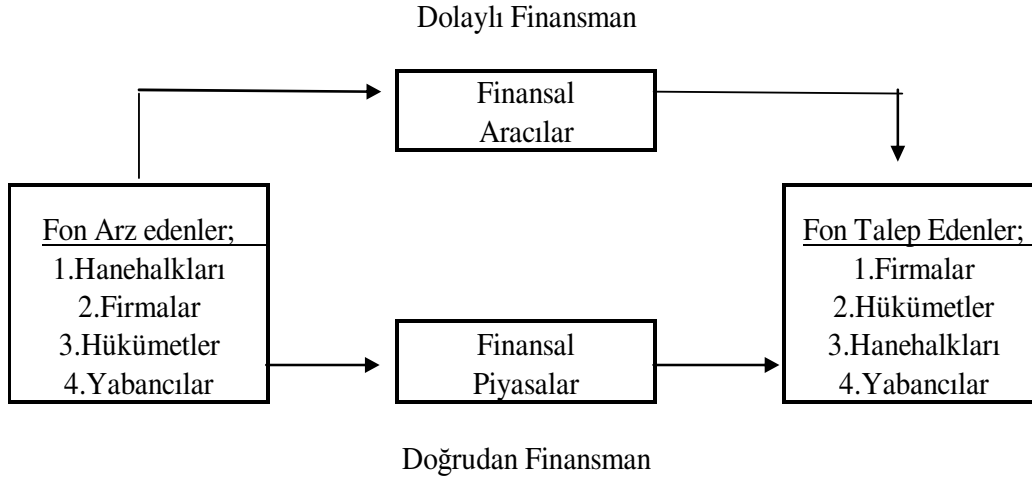 Dolaylı Finansman
Finansal
Aracılar
Fon Arz edenler;
1.Hanehalkları
2.Firmalar
3.Hükümetler
4.Yabancılar
Finansal
Piyasalar
Fon Talep Edenler;
1.Firmalar
2.Hükümetler
3.Hanehalkları
4.Yabancılar
Doğrudan Finansman